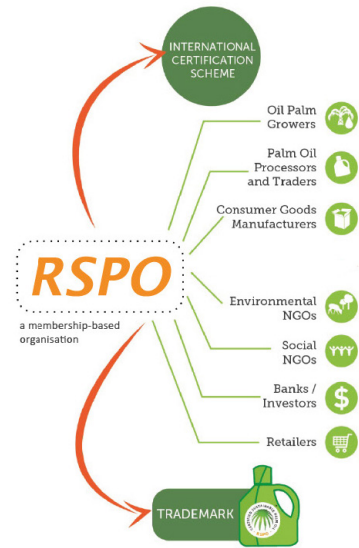 INTERNATIONAL
CERTIFICATION
SCHEME
Oil Palm
Growers
Palm Oil
Processors
and Traders
Consumer Goods
Manufacturers
RSPO
a membership-based
organisation
Environmental
NGOs
Social
NGOs
Banks /
Investors
$
Retailers
TRADEMARK
RSPO